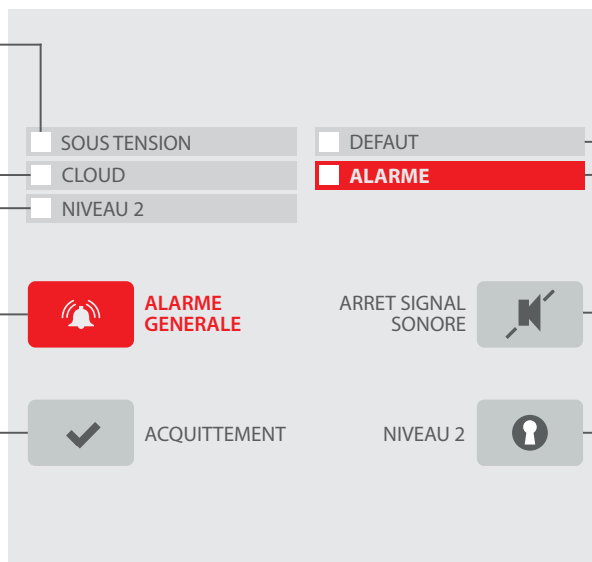 SOUS TENSION
DEFAUT
CLOUD
ALARME
NIVEAU 2
ALARME
GENERALE
ARRET SIGNAL
SONORE
ACQUITTEMENT
NIVEAU 2